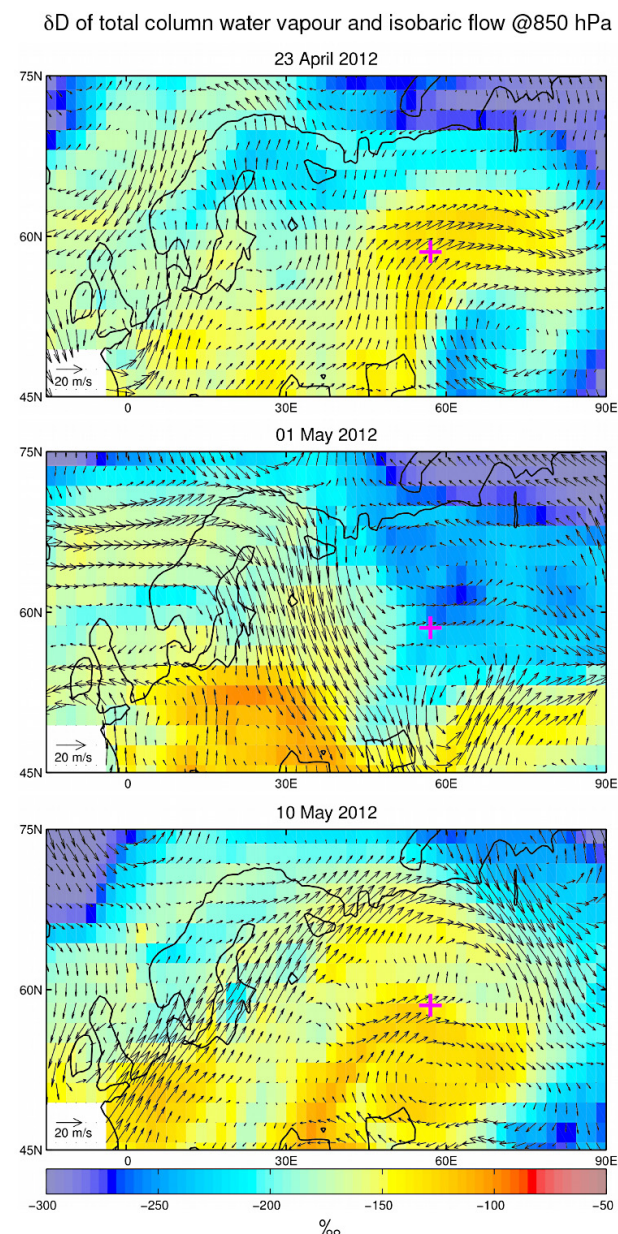 δD of total column water vapour and isobaric flow @850 hPa
23 April 2012
75N
60N
45N
20 m/s
0 30E 60E 90E
01 May 2012
75N
60N
45N
20 m/s
0 30E 60E 90E
10 May 2012
75N
60N
45N
20 m/s
0 30E 60E 90E
−300 −250 −200 −150 −100 −50
‰